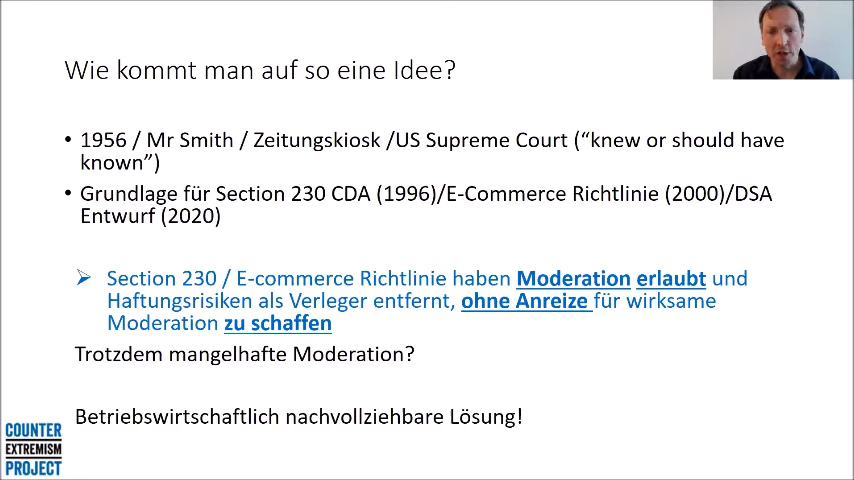 Wie kommt man auf so eine Idee?
• 1956 / Mr Smith / Zeitungskiosk /US Supreme Court (“knew or should have
known”)
• Grundlage für Section 230 CDA (1996)/E-Commerce Richtlinie (2000)/DSA
Entwurf (2020)
➢ Section 230 / E-commerce Richtlinie haben Moderation erlaubt und
Haftungsrisiken als Verleger entfernt, ohne Anreize für wirksame
Moderation zu schaffen
Trotzdem mangelhafte Moderation?
Betriebswirtschaftlich nachvollziehbare Lösung!
COUNTER
EXTREMISM
PROJECT